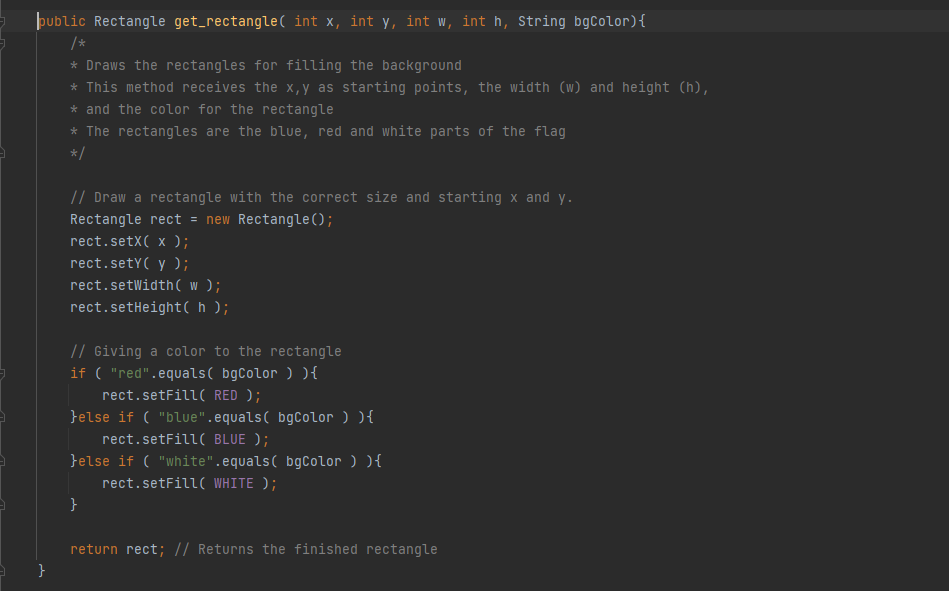 public Rectangle get_rectangle( int x, int y, int w, int h, String bgColor){
/*
* Draws the rectangles for filling the background
* This method receives the x,y as starting points, the width (w) and height (h),
* and the color for the rectangle
* The rectangles are the blue, red and white parts of the flag
*/
// Draw a rectangle with the correct size and starting x and y.
Rectangle rect = new Rectangle();
rect.setX( x );
rect.setY( y );
rect.setWidth( w );
rect.setHeight( h );
// Giving a color to the rectangle
if ( "red".equals( bgColor ) ){
rect.setFill( RED );
}else if ( "blue".equals( bgColor ) ){
rect.setFill( BLUE );
}else if ( "white".equals( bgColor ) ){
rect.setFill( WHITE );
}
return rect; // Returns the finished rectangle
}